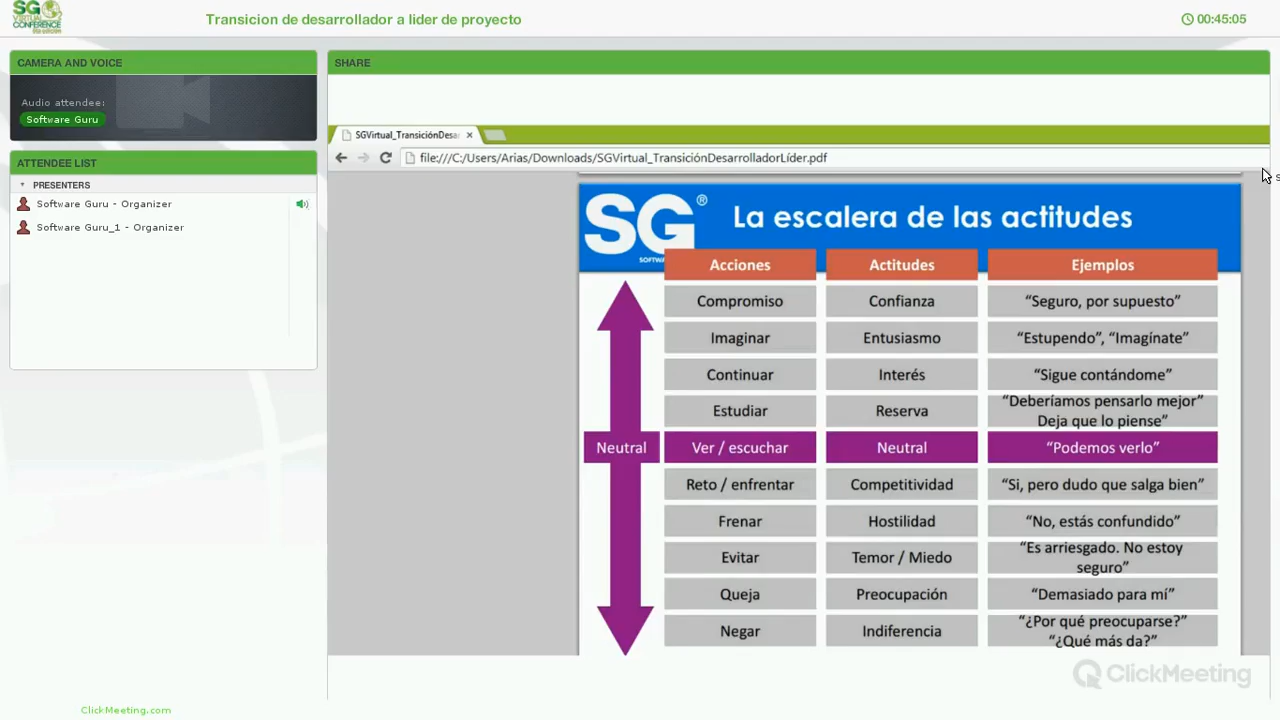 SG
VIRTUAL
CONFERENCE
Transicion de desarrollador a lider de proyecto
00:45:05
CAMERA AND VOICE
Audio attendee:
Software Guru
ATTENDEE LIST
PRESENTERS
Software Guru - Organizer
Software Guru_1 - Organizer
SHARE
SGVirtual_TransiciónDesa
file:///C:/Users/Arias/Downloads/SGVirtual_TransiciónDesarrolladorLíder.pdf
SG®
La escalera de las actitudes
Acciones Actitudes Ejemplos
Compromiso Confianza “Seguro, por supuesto”
Imaginar Entusiasmo “Estupendo”, “Imagínate”
Continuar Interés “Sigue contándome”
Estudiar Reserva “Deberíamos pensarlo mejor”
Deja que lo piense”
Neutral Ver / escuchar Neutral “Podemos verlo”
Reto / enfrentar Competitividad “Si, pero dudo que salga bien”
Frenar Hostilidad “No, estás confundido”
Evitar Temor / Miedo “Es arriesgado. No estoy
seguro”
Queja Preocupación “Demasiado para mí”
Negar Indiferencia “¿Por qué preocuparse?”
“¿Qué más da?”
ClickMeeting
ClickMeeting.com